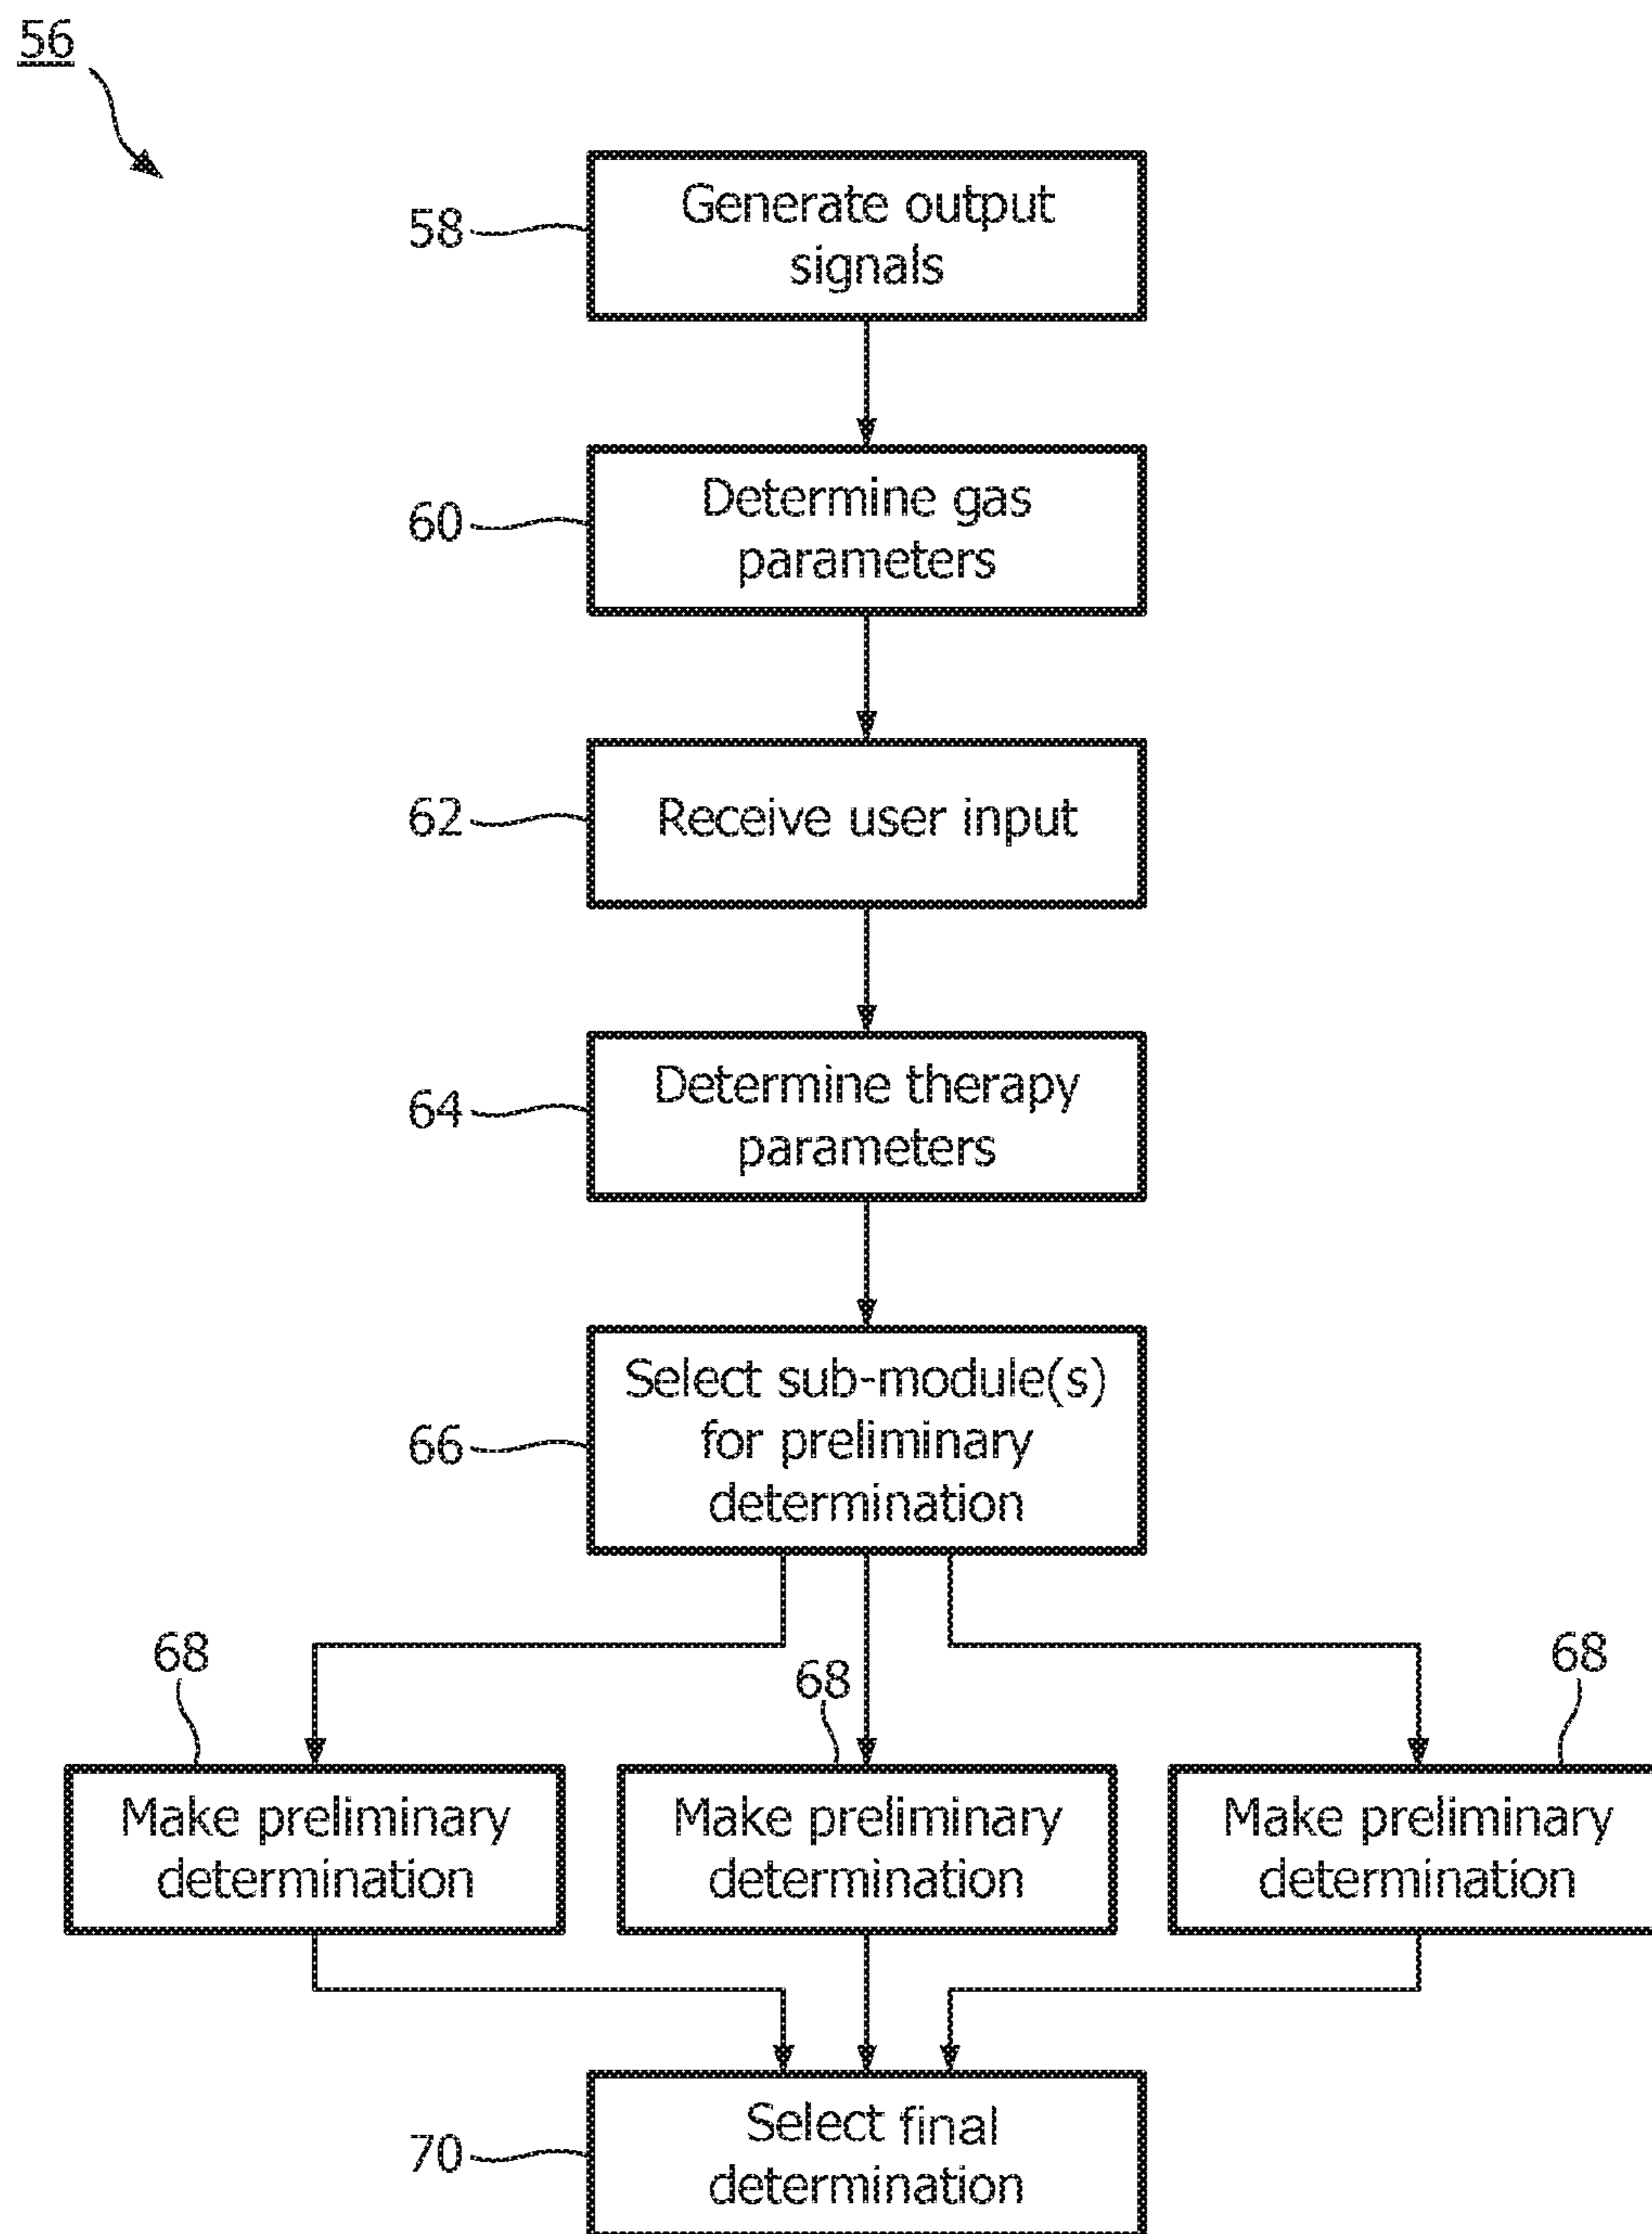 56
58
Generate output
signals
60
Determine gas
parameters
62
Receive user input
64
Determine therapy
parameters
66
Select sub-module(s)
for preliminary
determination
68
68
68
Make preliminary
determination
Make preliminary
determination
Make preliminary
determination
70
Select final
determination